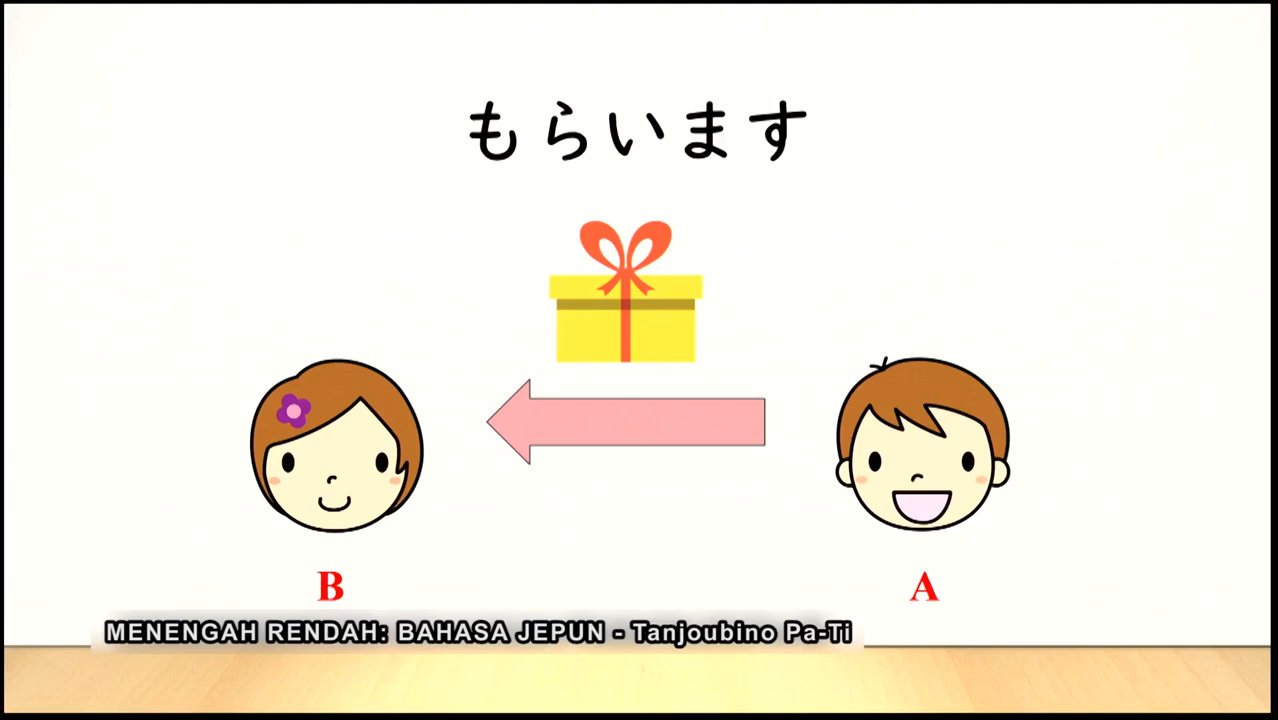 もらいます
B
A
MENENGAH RENDAH: BAHASA JEPUN - Tanjoubino Pa-Ti